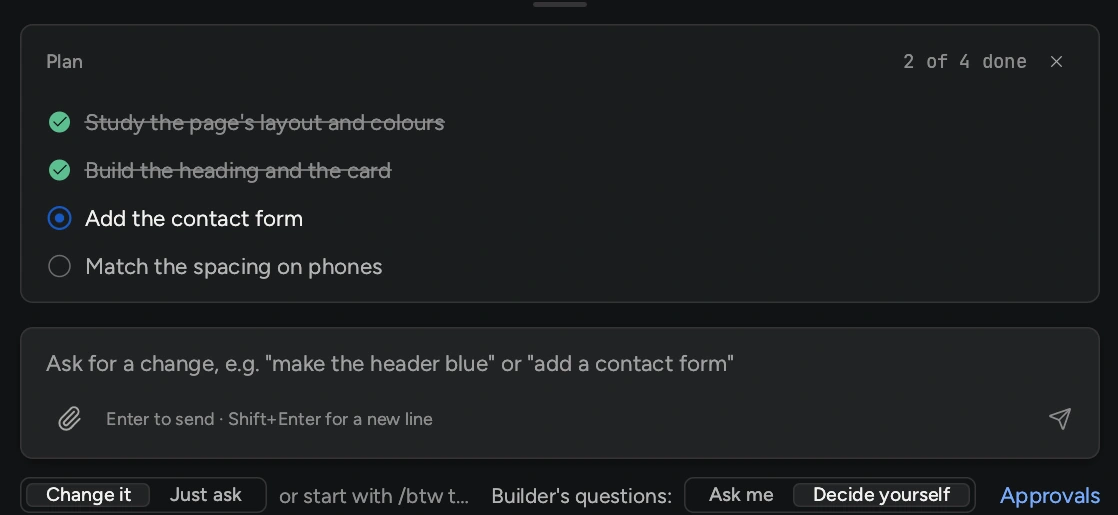 Plan
2 of 4 done
Study the page's layout and colours
Build the heading and the card
Add the contact form
Match the spacing on phones
Ask for a change, e.g. "make the header blue" or "add a contact form"
Enter to send · Shift+Enter for a new line
Change it Just ask or start with /btw t... Builder's questions: Ask me Decide yourself Approvals